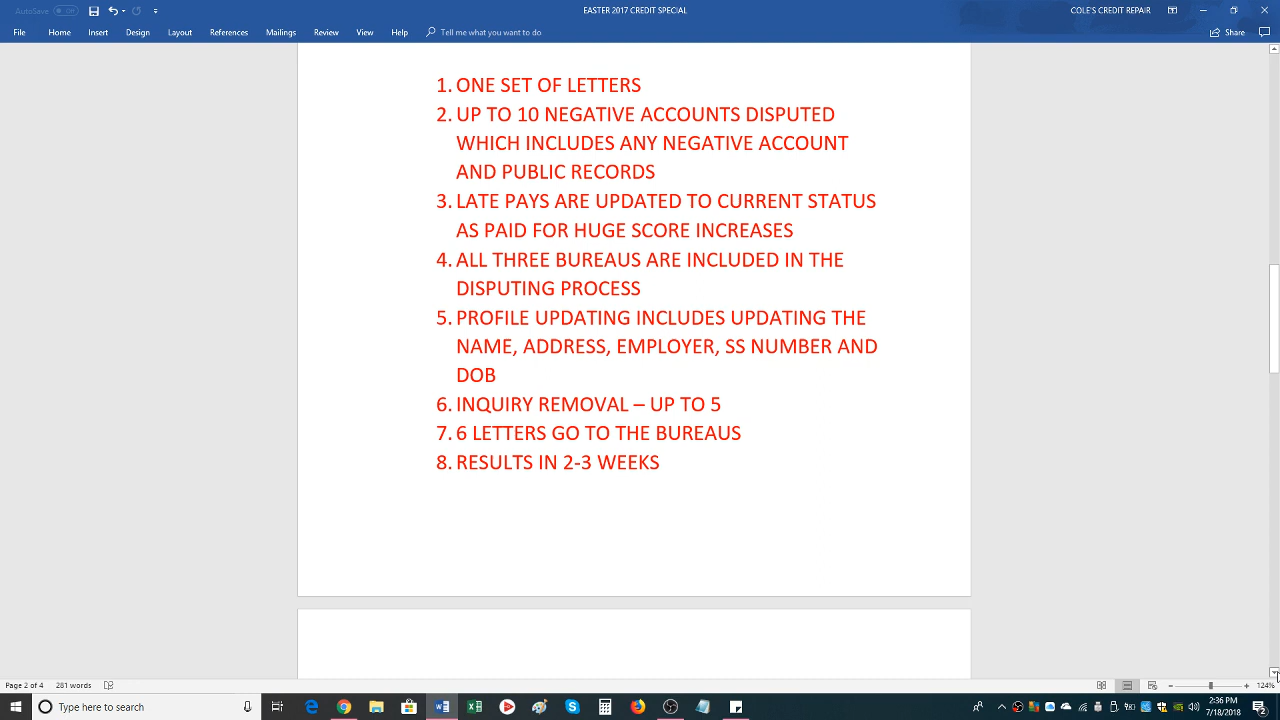 AutoSave Off
EASTER 2017 CREDIT SPECIAL
COLE'S CREDIT REPAIR
File Home Insert Design Layout References Mailings Review View Help Tell me what you want to do Share
1. ONE SET OF LETTERS
2. UP TO 10 NEGATIVE ACCOUNTS DISPUTED
WHICH INCLUDES ANY NEGATIVE ACCOUNT
AND PUBLIC RECORDS
3. LATE PAYS ARE UPDATED TO CURRENT STATUS
AS PAID FOR HUGE SCORE INCREASES
4. ALL THREE BUREAUS ARE INCLUDED IN THE
DISPUTING PROCESS
5. PROFILE UPDATING INCLUDES UPDATING THE
NAME, ADDRESS, EMPLOYER, SS NUMBER AND
DOB
6. INQUIRY REMOVAL – UP TO 5
7. 6 LETTERS GO TO THE BUREAUS
8. RESULTS IN 2-3 WEEKS
Page 2 of 4 281 words 124%
Type here to search
2:36 PM
7/18/2018
2